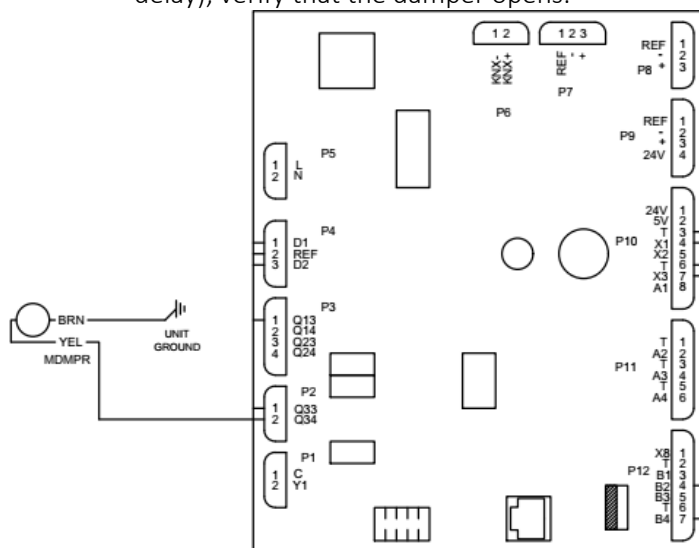 delay), verify that the damper opens.
1 2
KNX-
KNX+
P6
1 2 3
REF
-
+
P7
REF 1
- 2
+ 3
P8
REF 1
- 2
+ 3
24V 4
P9
P5
1 L
2 N
P4
1 D1
2 REF
3 D2
P3
1 Q13
2 Q14
3 Q23
4 Q24
P2
1 Q33
2 Q34
P1
1 C
2 Y1
BRN
YEL
MDMPR
UNIT
GROUND
P10
24V 1
5V 2
T 3
X1 4
X2 5
T 6
X3 7
A1 8
P11
T 1
A2 2
T 3
A3 4
T 5
A4 6
P12
X8 1
T 2
B1 3
B2 4
B3 5
T 6
B4 7